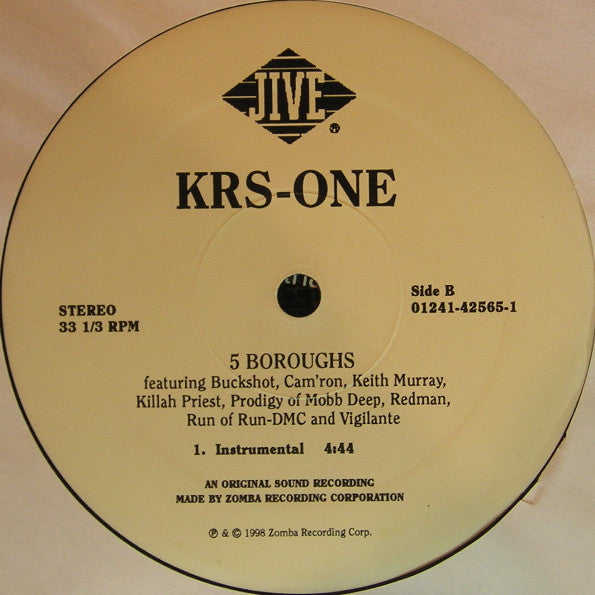 JIVE
®
KRS-ONE
STEREO
33 1/3 RPM
Side B
01241-42565-1
5 BOROUGHS
featuring Buckshot, Cam'ron, Keith Murray,
Killah Priest, Prodigy of Mobb Deep, Redman,
Run of Run-DMC and Vigilante
1. Instrumental 4:44
AN ORIGINAL SOUND RECORDING
MADE BY ZOMBA RECORDING CORPORATION
℗ & © 1998 Zomba Recording Corp.